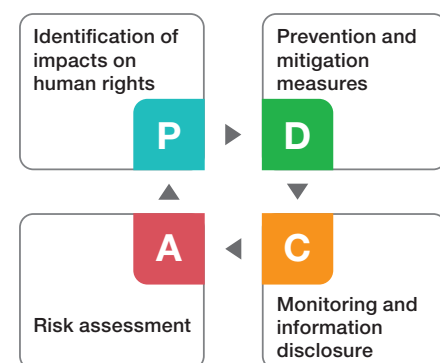 Identification of
impacts on
human rights
P
Prevention and
mitigation
measures
D
A
Risk assessment
C
Monitoring and
information
disclosure